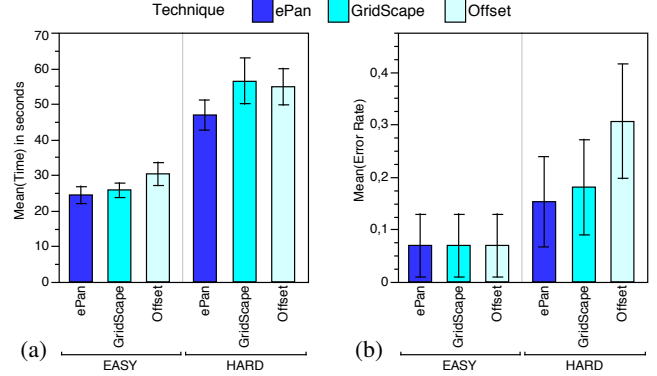 Technique ePan GridScape Offset
Mean(Time) in seconds
70
60
50
40
30
20
10
0
ePan
GridScape
Offset
ePan
GridScape
Offset
(a)
EASY
HARD
Mean(Error Rate)
0,4
0,3
0,2
0,1
0
ePan
GridScape
Offset
ePan
GridScape
Offset
(b)
EASY
HARD